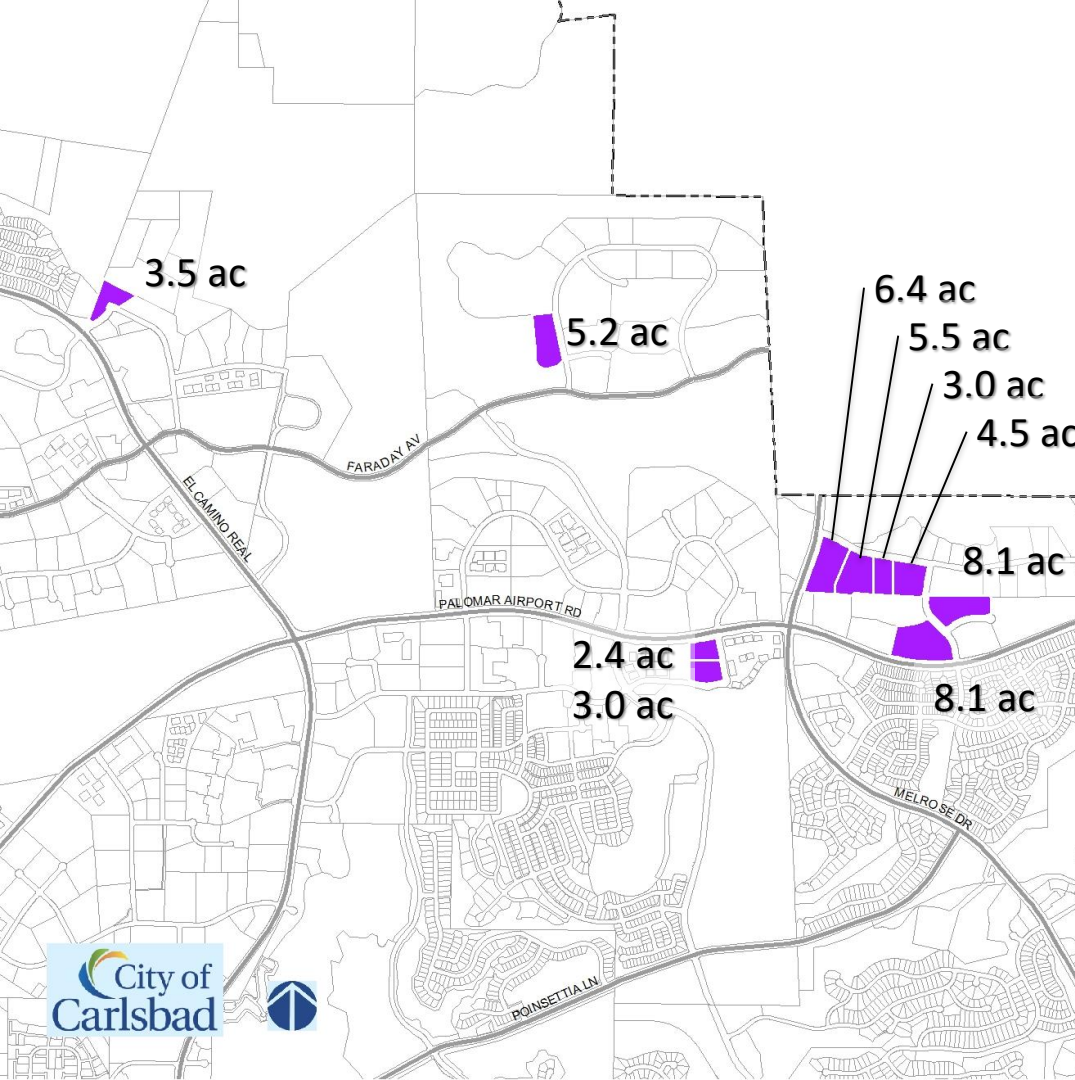 3.5 ac
6.4 ac
5.2 ac
5.5 ac
3.0 ac
4.5 ac
FARADAY AV
EL CAMINO REAL
8.1 ac
PALOMAR AIRPORT RD
2.4 ac
3.0 ac
8.1 ac
MELROSE DR
POINSETTIA LN
City of
Carlsbad